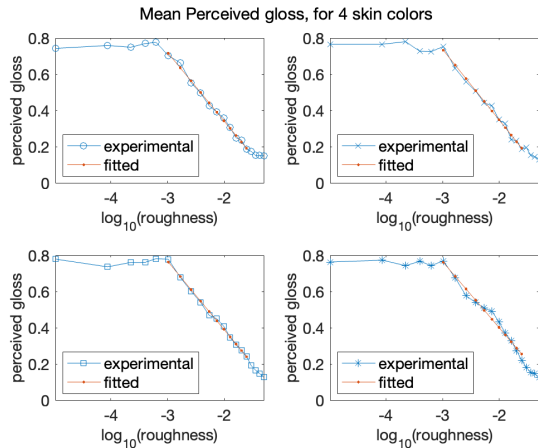 Mean Perceived gloss, for 4 skin colors
perceived gloss
0.8
0.6
0.4
0.2
0
experimental
fitted
-4 -3 -2
log10(roughness)
perceived gloss
0.8
0.6
0.4
0.2
0
experimental
fitted
-4 -3 -2
log10(roughness)
perceived gloss
0.8
0.6
0.4
0.2
0
experimental
fitted
-4 -3 -2
log10(roughness)
perceived gloss
0.8
0.6
0.4
0.2
0
experimental
fitted
-4 -3 -2
log10(roughness)